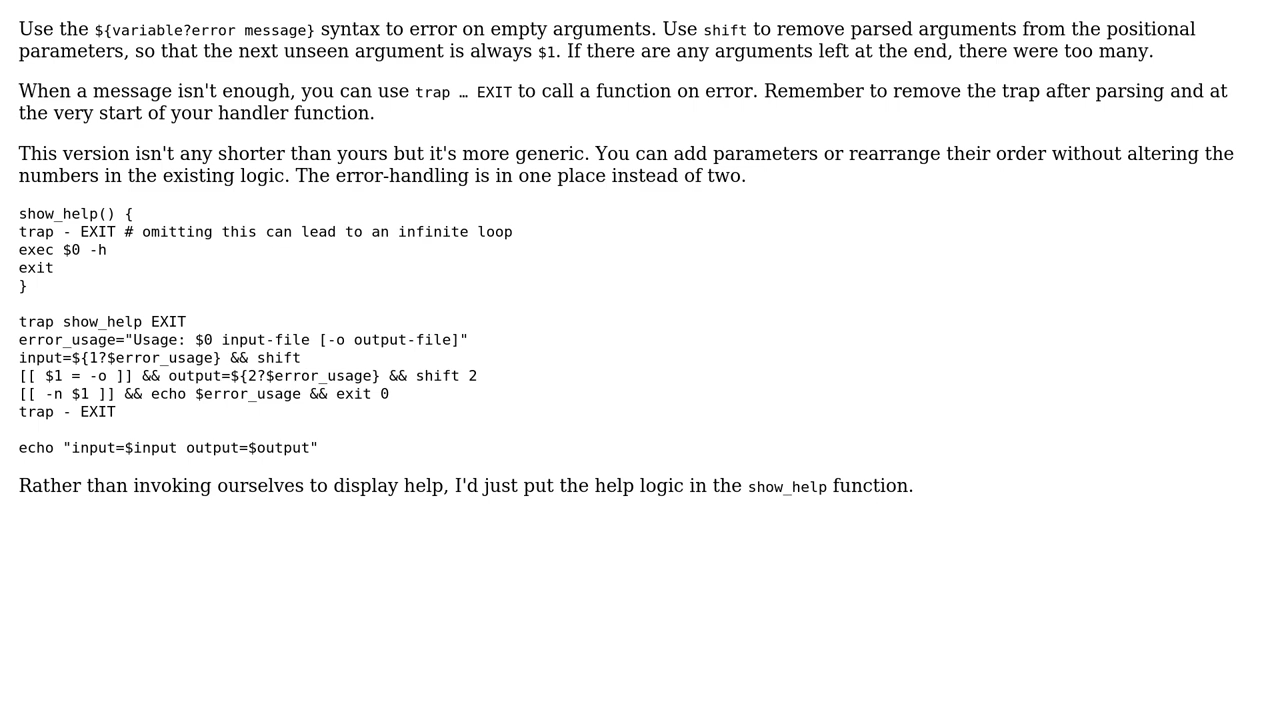 Use the ${variable?error message} syntax to error on empty arguments. Use shift to remove parsed arguments from the positional
parameters, so that the next unseen argument is always $1. If there are any arguments left at the end, there were too many.
When a message isn't enough, you can use trap … EXIT to call a function on error. Remember to remove the trap after parsing and at
the very start of your handler function.
This version isn't any shorter than yours but it's more generic. You can add parameters or rearrange their order without altering the
numbers in the existing logic. The error-handling is in one place instead of two.
show_help() {
trap - EXIT # omitting this can lead to an infinite loop
exec $0 -h
exit
}
trap show_help EXIT
error_usage="Usage: $0 input-file [-o output-file]"
input=${1?$error_usage} && shift
[[ $1 = -o ]] && output=${2?$error_usage} && shift 2
[[ -n $1 ]] && echo $error_usage && exit 0
trap - EXIT
echo "input=$input output=$output"
Rather than invoking ourselves to display help, I'd just put the help logic in the show_help function.